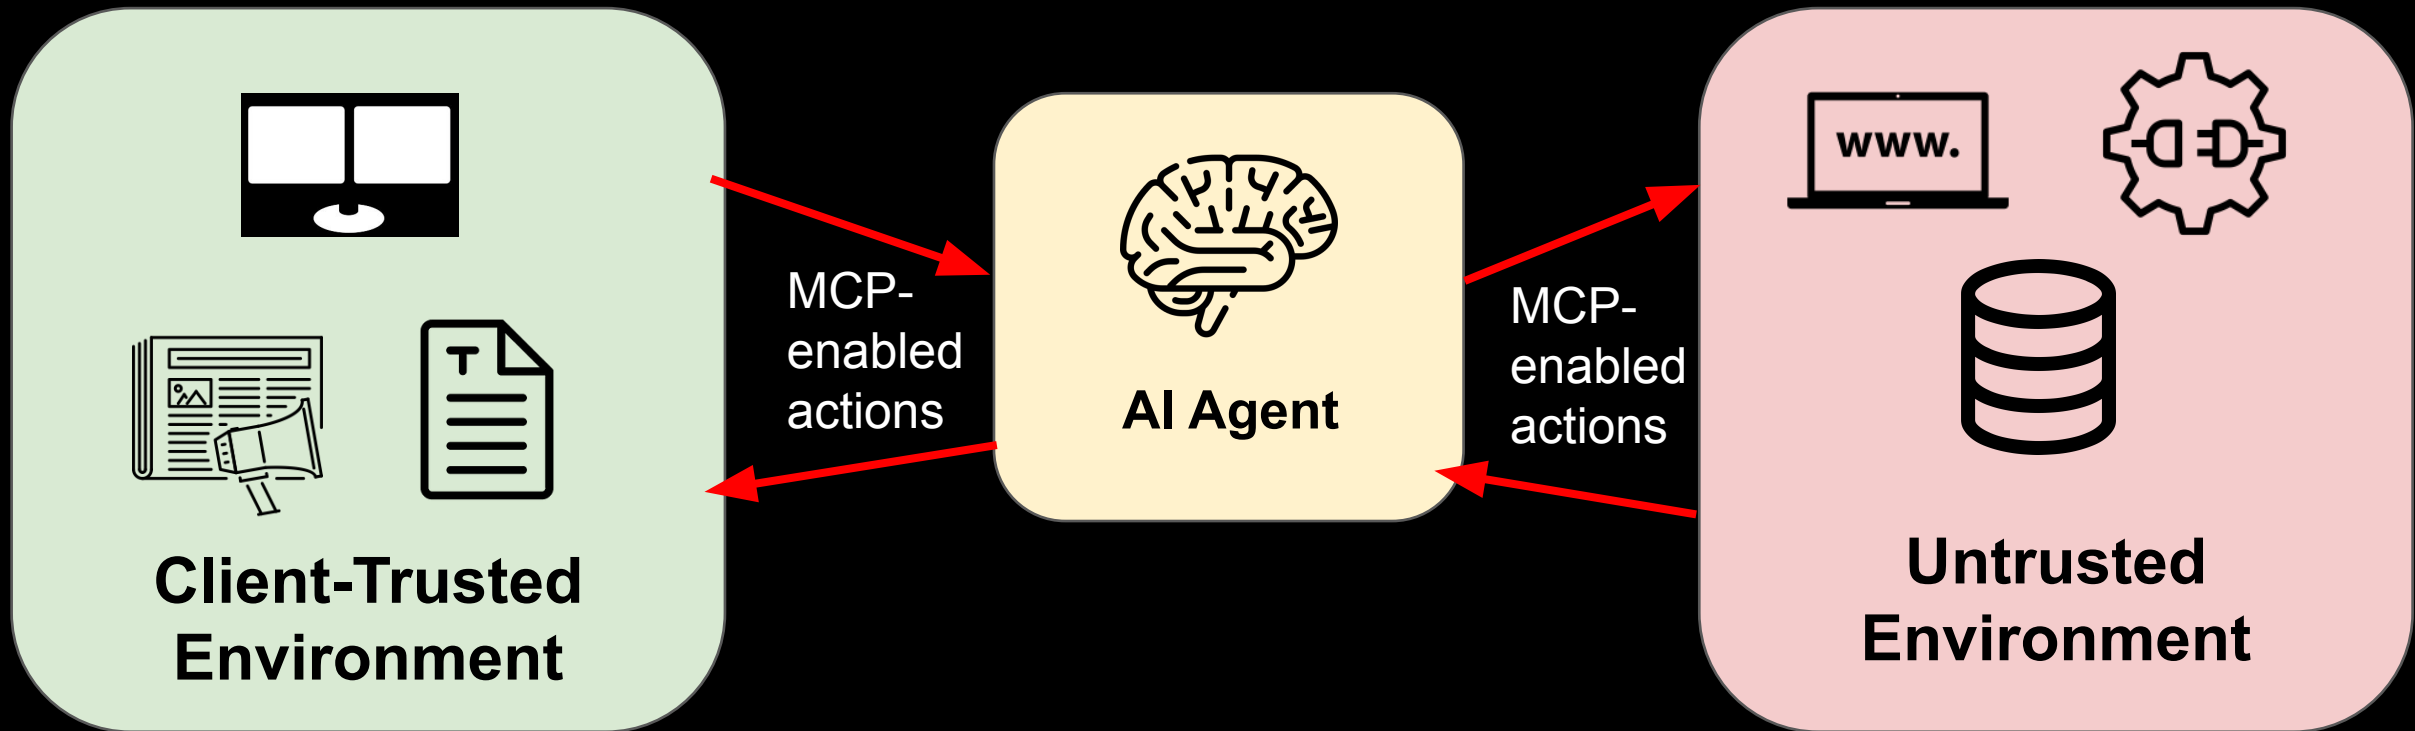 Client-Trusted
Environment
MCP-
enabled
actions
AI Agent
MCP-
enabled
actions
www.
T
Untrusted
Environment